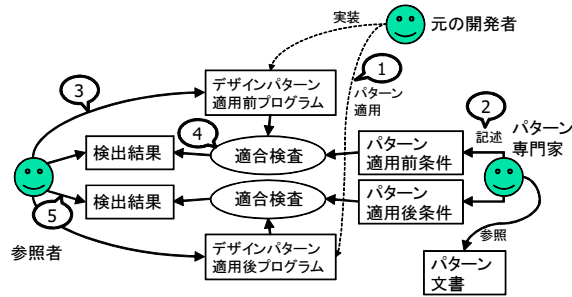 実装
元の開発者
1
パターン
適用
3
デザインパターン
適用前プログラム
2
記述
パターン
専門家
4
検出結果
適合検査
パターン
適用前条件
検出結果
適合検査
パターン
適用後条件
5
参照者
デザインパターン
適用後プログラム
参照
パターン
文書